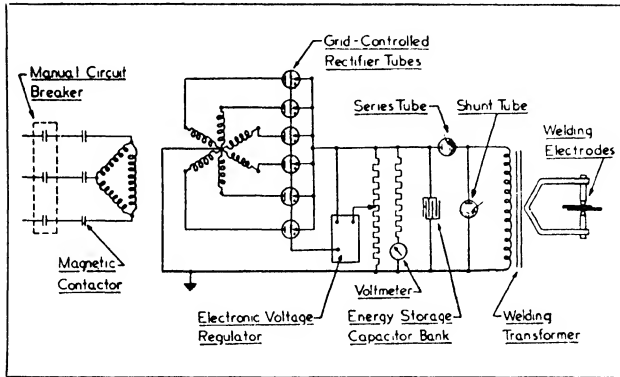 Grid-Controlled
Rectifier Tubes
Manual Circuit
Breaker
Series Tube
Shunt Tube
Welding
Electrodes
Magnetic
Contactor
Voltmeter
Electronic Voltage
Regulator
Energy Storage
Capacitor Bank
Welding
Transformer